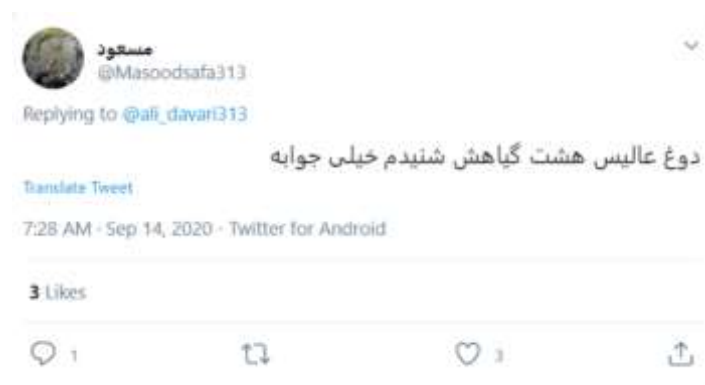 مسعود
@Masoodsafa313
Replying to @ali_davari313
دوغ عالیس هشت گیاهش شنیدم خیلی جوابه
Translate Tweet
7:28 AM · Sep 14, 2020 · Twitter for Android
3 Likes
1 3